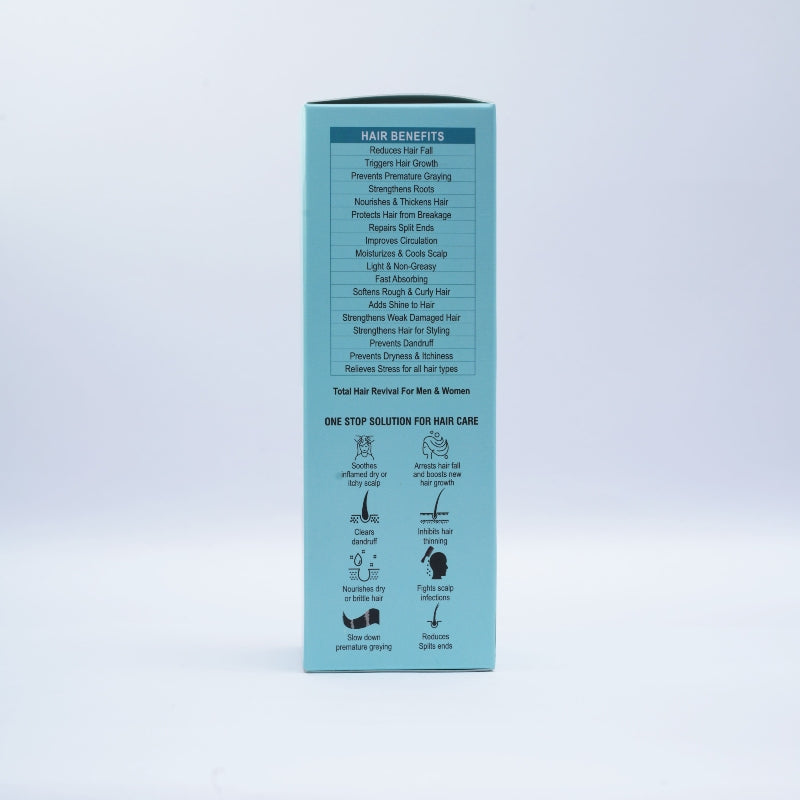 HAIR BENEFITS
Reduces Hair Fall
Triggers Hair Growth
Prevents Premature Graying
Strengthens Roots
Nourishes & Thickens Hair
Protects Hair from Breakage
Repairs Split Ends
Improves Circulation
Moisturizes & Cools Scalp
Light & Non-Greasy
Fast Absorbing
Softens Rough & Curly Hair
Adds Shine to Hair
Strengthens Weak Damaged Hair
Strengthens Hair for Styling
Prevents Dandruff
Prevents Dryness & Itchiness
Relieves Stress for all hair types
Total Hair Revival For Men & Women
ONE STOP SOLUTION FOR HAIR CARE
Soothes
inflamed dry or
itchy scalp
Arrests hair fall
and boosts new
hair growth
Clears
dandruff
Inhibits hair
thinning
Nourishes dry
or brittle hair
Fights scalp
infections
Slow down
premature greying
Reduces
Splits ends